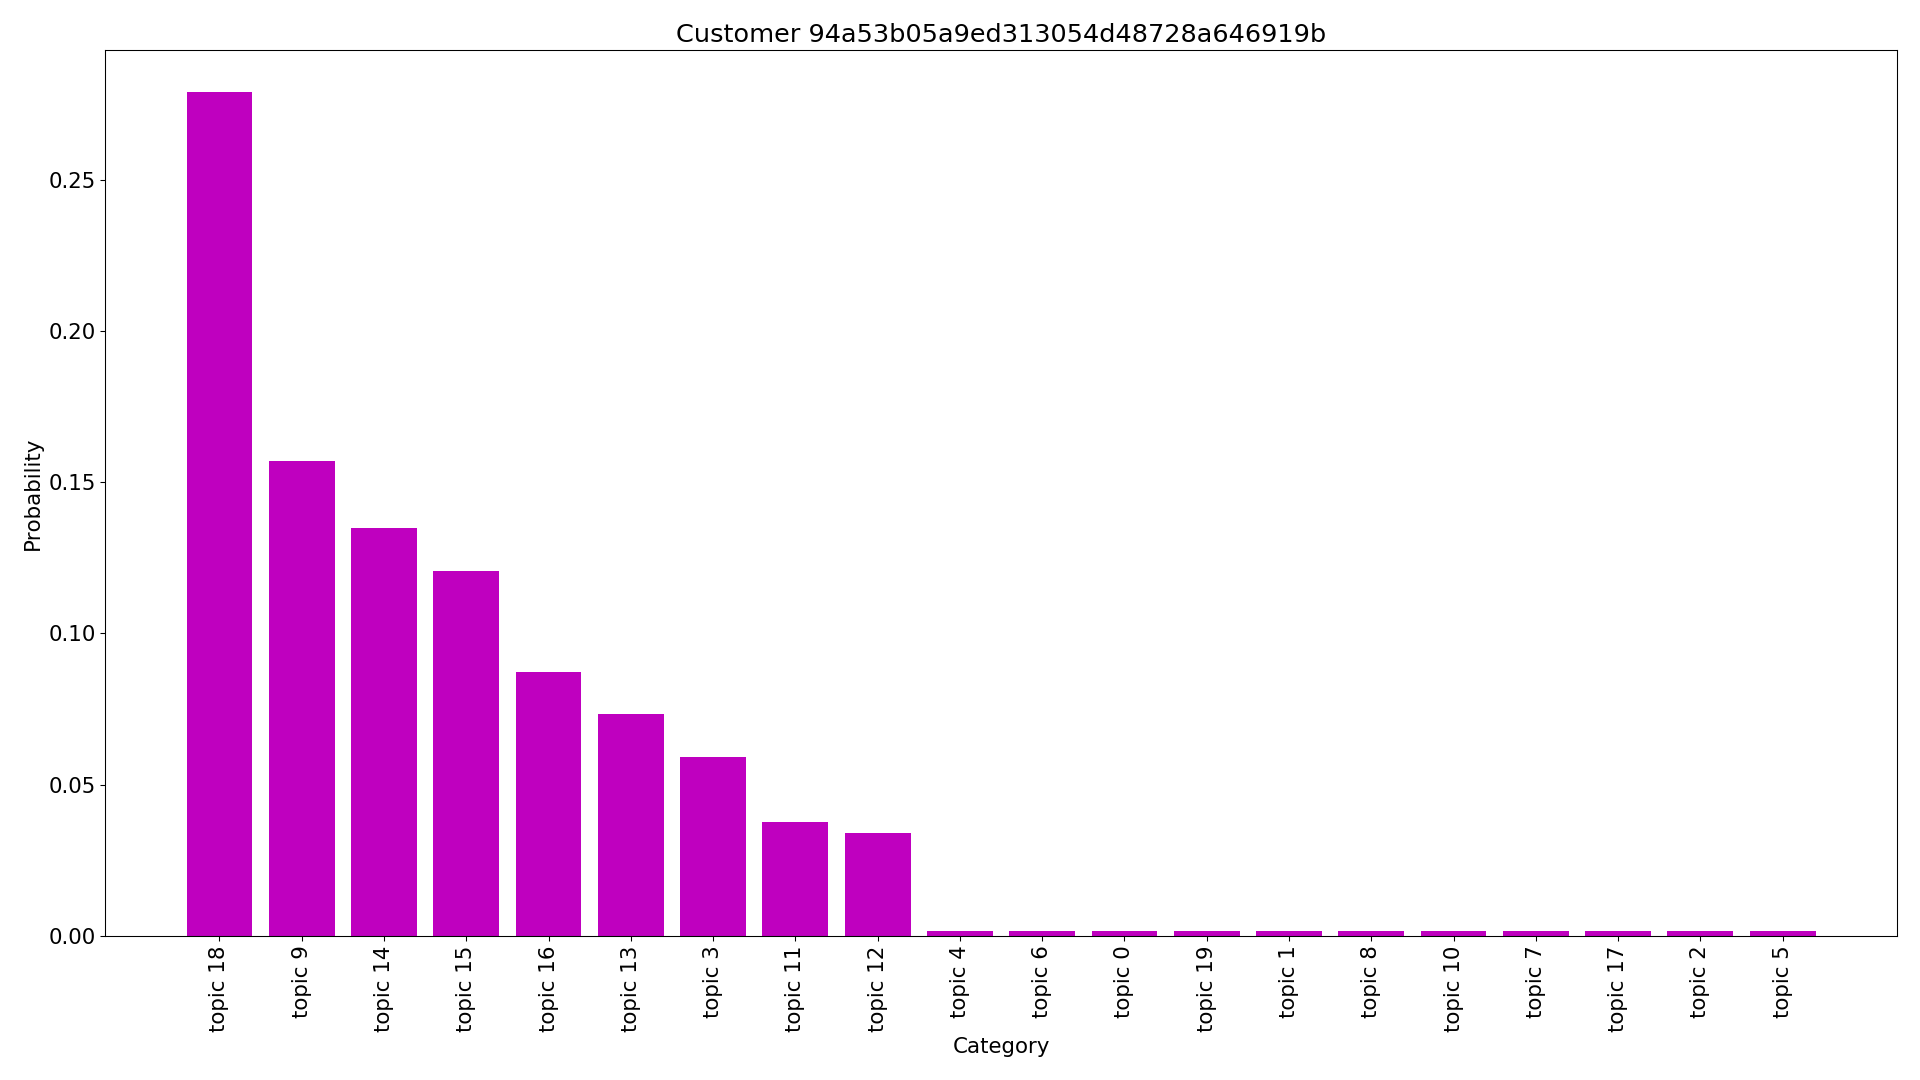 Customer 94a53b05a9ed313054d48728a646919b
Probability
0.25
0.20
0.15
0.10
0.05
0.00
topic 18
topic 9
topic 14
topic 15
topic 16
topic 13
topic 3
topic 11
topic 12
topic 4
topic 6
topic 0
topic 19
topic 1
topic 8
topic 10
topic 7
topic 17
topic 2
topic 5
Category